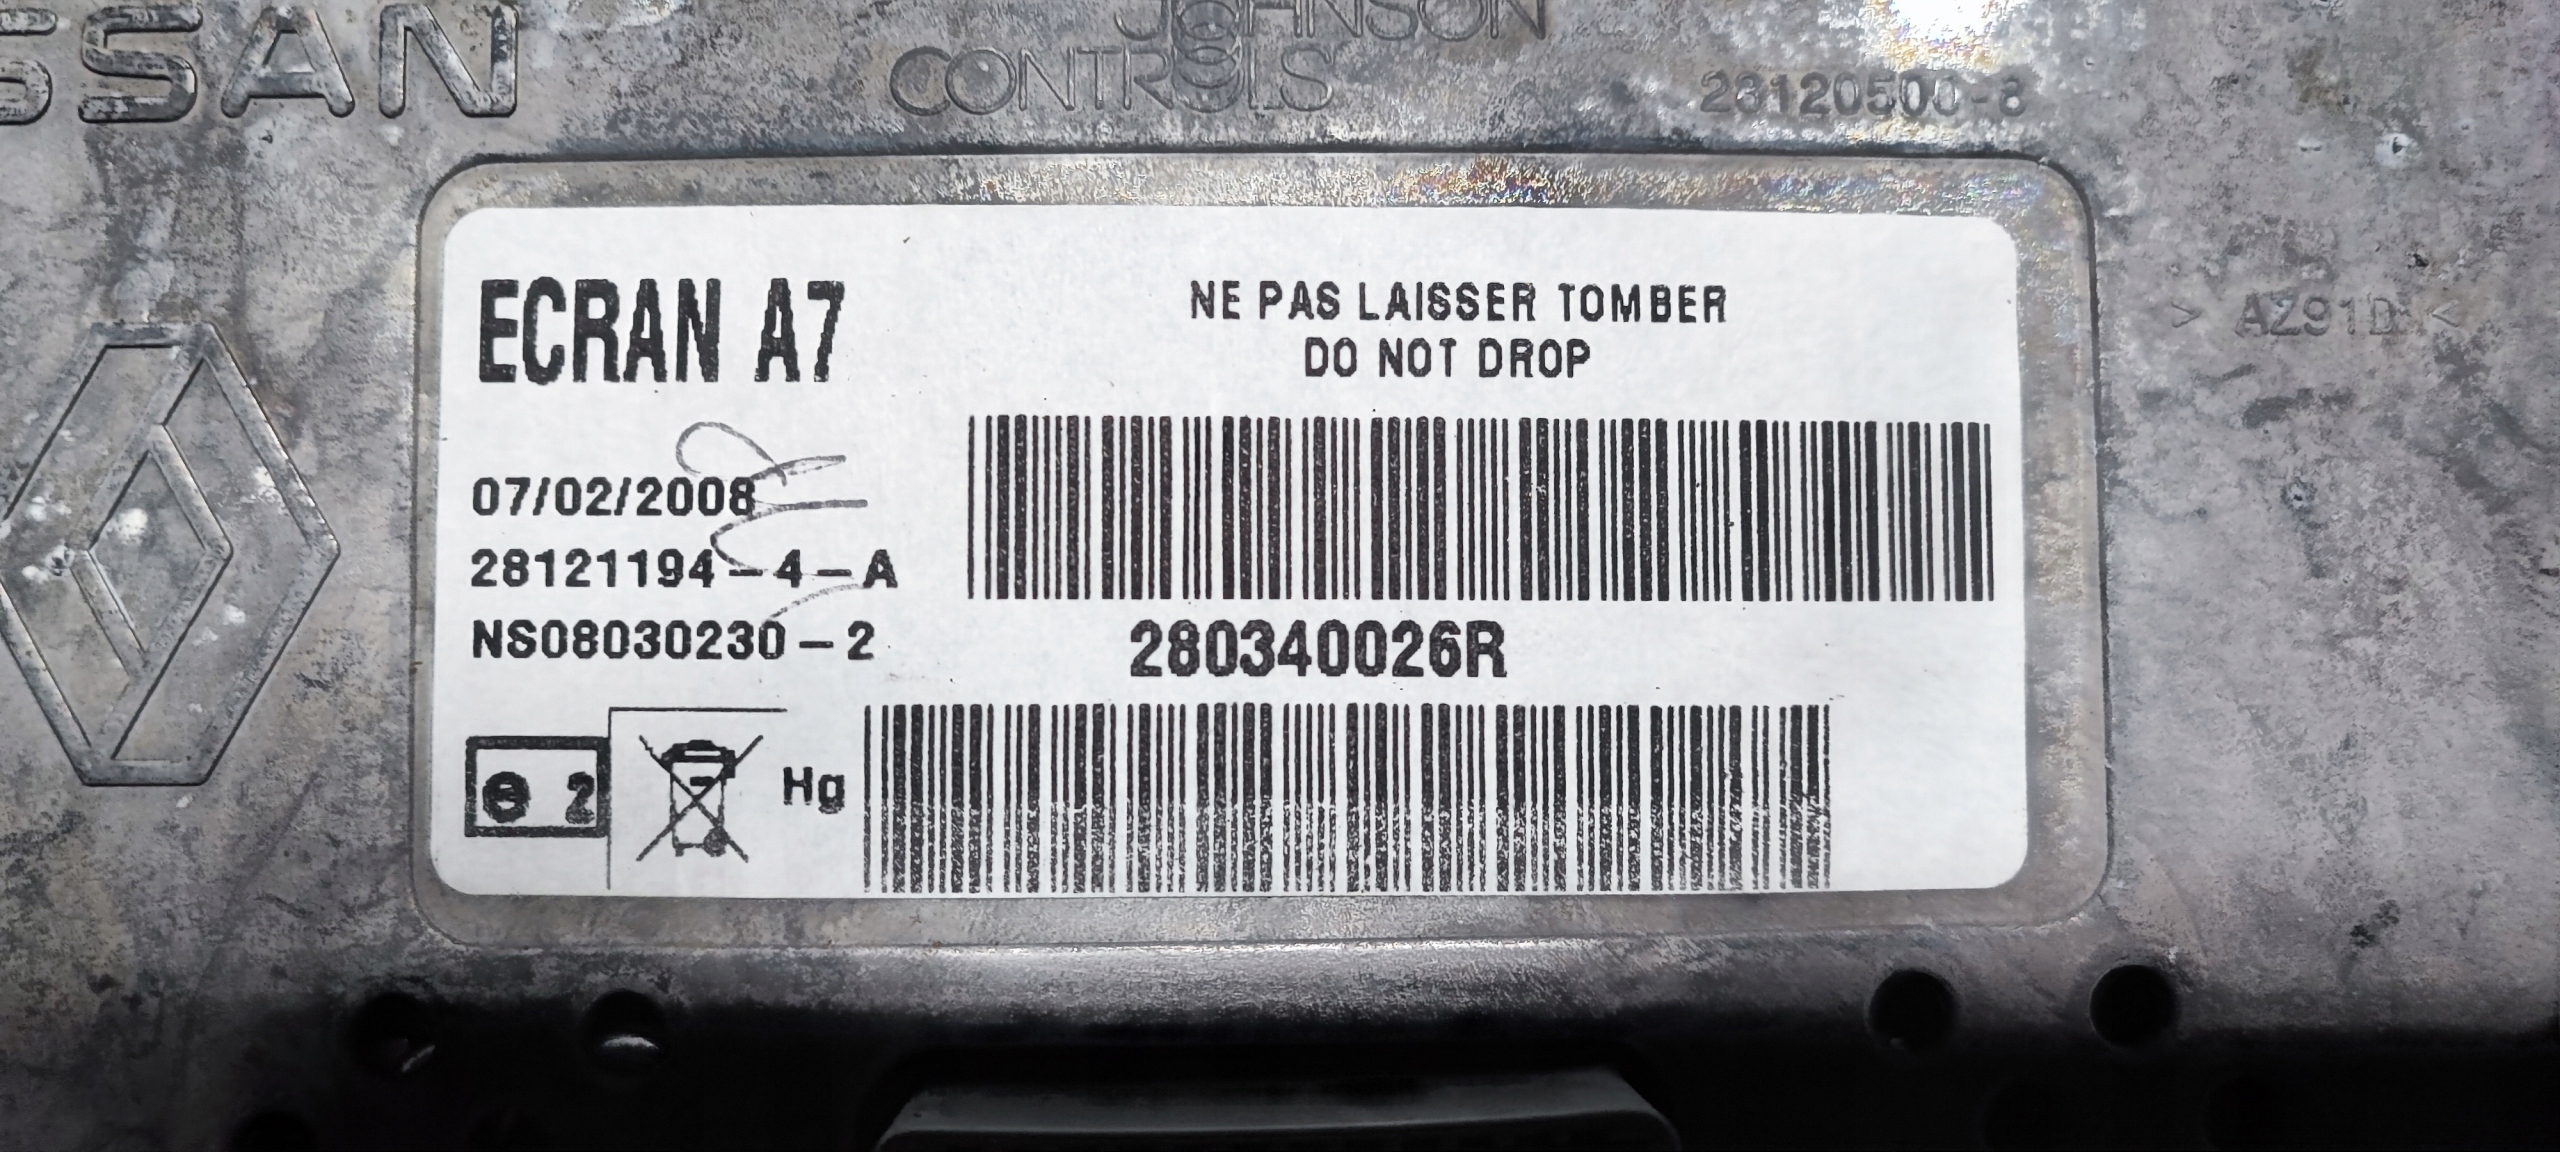 SSAN
JOHNSON
CONTROLS
28120500-8
ECRAN A7
NE PAS LAISSER TOMBER
DO NOT DROP
07/02/2008
28121194-4-A
NS08030230-2
280340026R
e 2
Hg
> AZ91D <